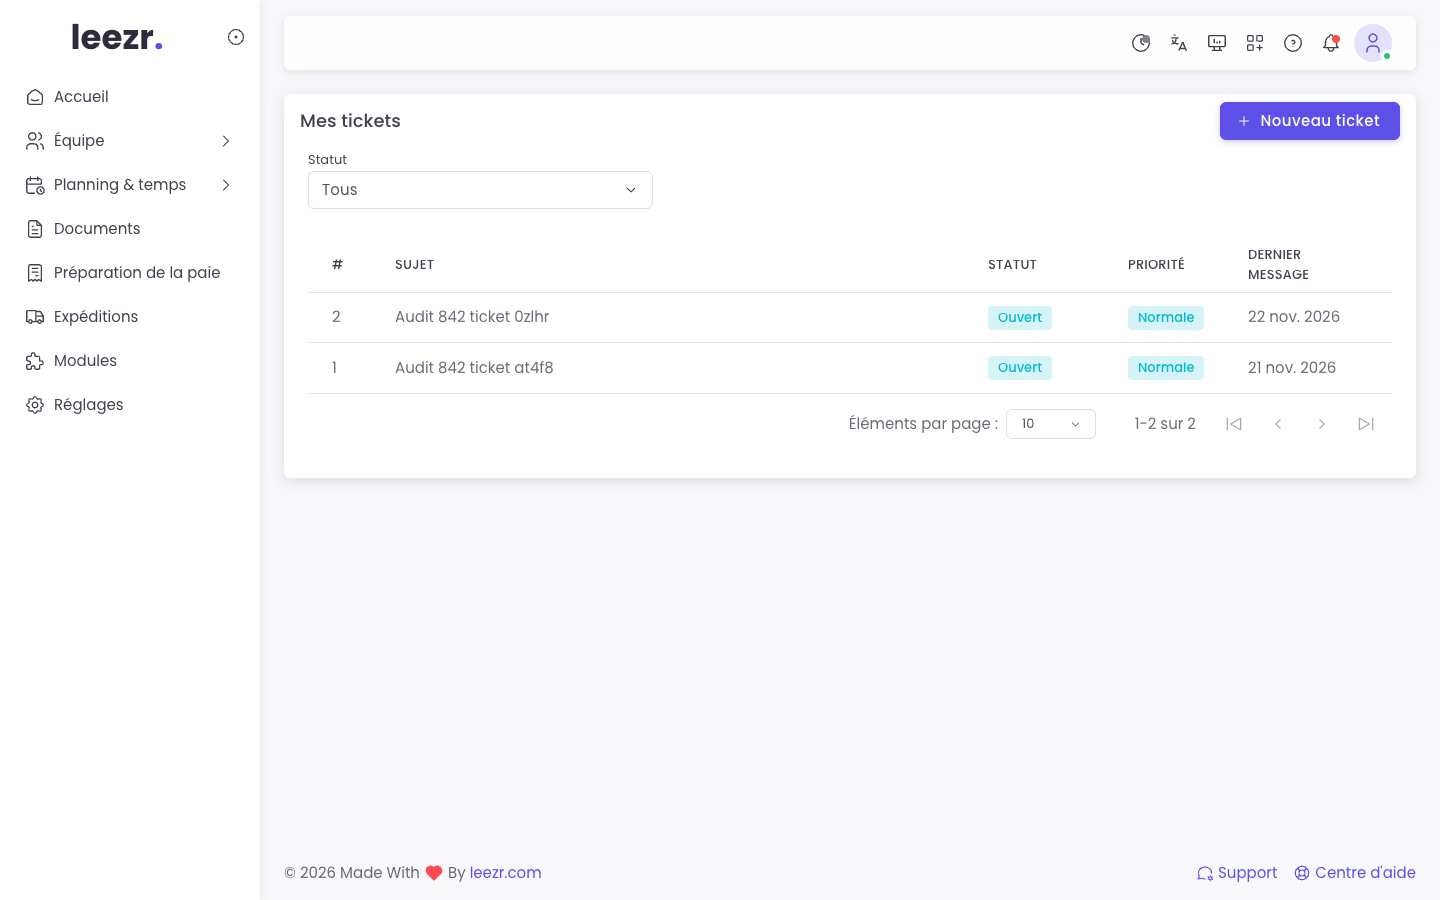 leezr.
Accueil
Équipe
Planning & temps
Documents
Préparation de la paie
Expéditions
Modules
Réglages
Mes tickets
Nouveau ticket
Statut
Tous
# SUJET STATUT PRIORITÉ DERNIER MESSAGE
2 Audit 842 ticket 0zlhr Ouvert Normale 22 nov. 2026
1 Audit 842 ticket at4f8 Ouvert Normale 21 nov. 2026
Éléments par page : 10 1-2 sur 2
© 2026 Made With By leezr.com Support Centre d'aide